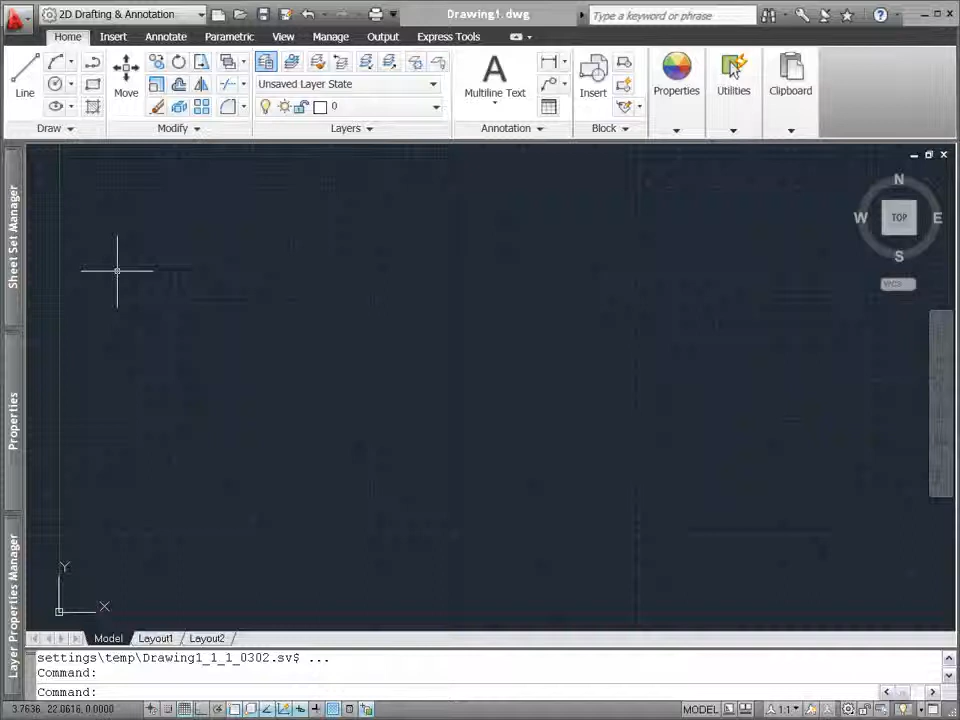 2D Drafting & Annotation
Drawing1.dwg
Type a keyword or phrase
Home Insert Annotate Parametric View Manage Output Express Tools
Line
Move
Unsaved Layer State
0
Multiline Text
Insert
Properties
Utilities
Clipboard
Draw
Modify
Layers
Annotation
Block
Sheet Set Manager
Properties
Layer Properties Manager
N
W
TOP
E
S
WCS
Y
X
Model Layout1 Layout2
settings\temp\Drawing1_1_1_0302.sv$ ...
Command:
Command:
3.7636, 22.0616, 0.0000
MODEL
1:1